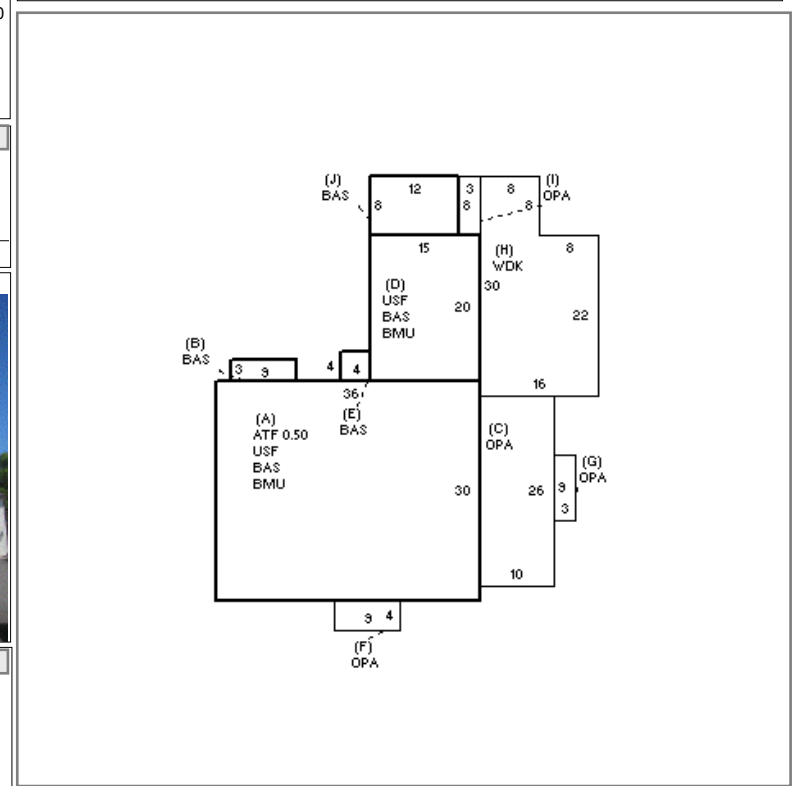 (J)
BAS
12
8
3
8
8
8
(I)
OPA
15
(H)
WDK
8
30
(D)
USF
BAS
BMU
20
22
(B)
BAS
3
9
4
4
16
36
(E)
BAS
(A)
ATF 0.50
USF
BAS
BMU
(C)
OPA
30
26
(G)
OPA
9
3
10
9
4
(F)
OPA